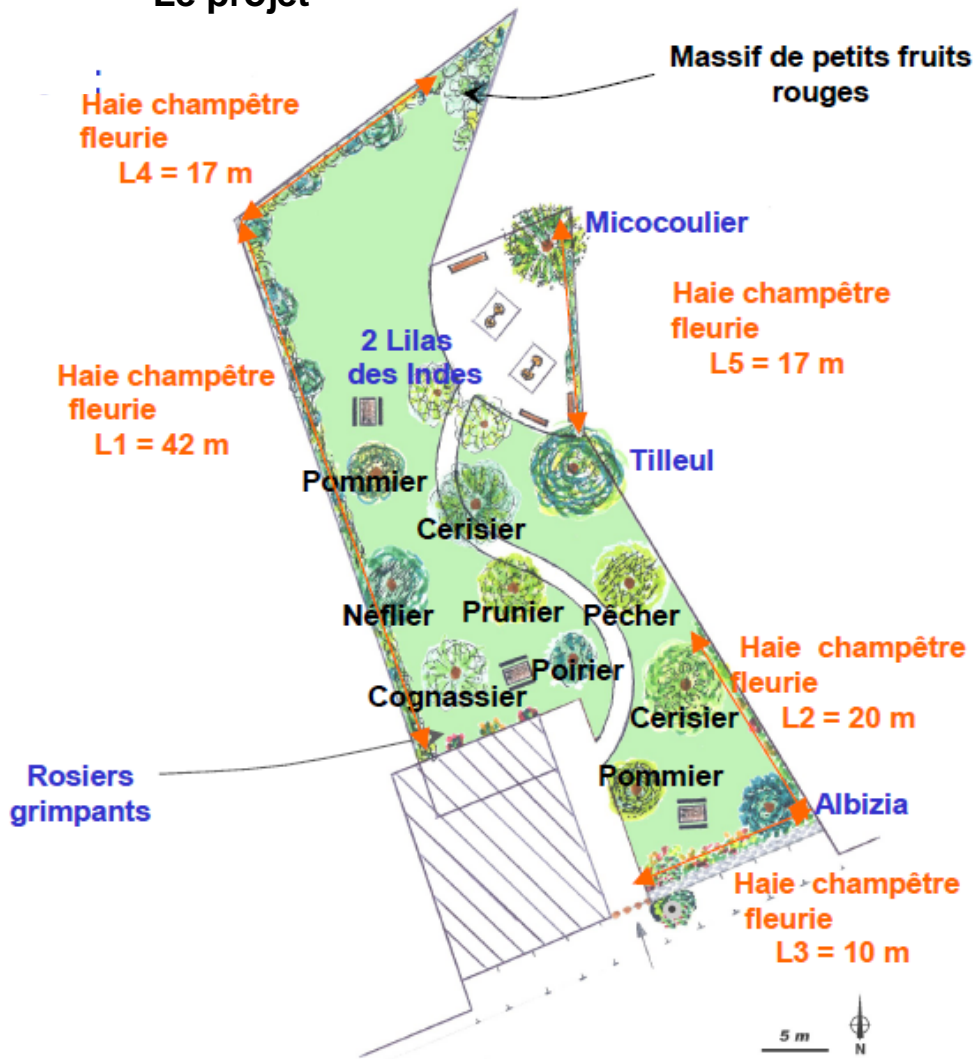 Le projet
Massif de petits fruits
rouges
Haie champêtre
fleurie
L4 = 17 m
Micocoulier
Haie champêtre
fleurie
L5 = 17 m
2 Lilas
des Indes
Haie champêtre
fleurie
L1 = 42 m
Tilleul
Pommier
Cerisier
Néflier
Prunier
Pêcher
Haie champêtre
fleurie
L2 = 20 m
Poirier
Cognassier
Cerisier
Rosiers
grimpants
Pommier
Albizia
Haie champêtre
fleurie
L3 = 10 m
5 m
N